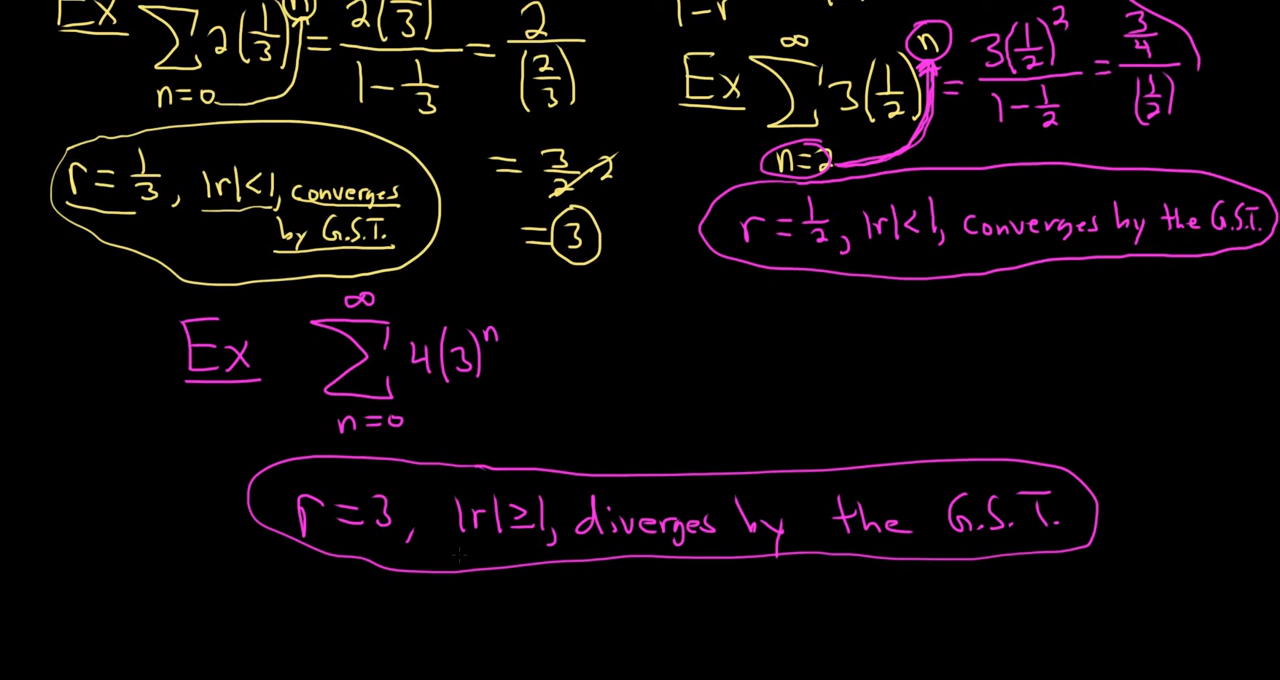 1-r
Ex ∑ 2(1/3)^n = 2(1/3)/(1-1/3) = 2/(2/3)
n=0
= 3/2 · 2
= 3
r = 1/3, |r|<1, converges
by G.S.T.
∞
Ex ∑ 3(1/2)^n = 3(1/2)^2/(1-1/2) = (3/4)/(1/2)
n=2
r = 1/2, |r|<1, converges by the G.S.T.
∞
Ex ∑ 4(3)^n
n=0
r=3, |r|≥1, diverges by the G.S.T.